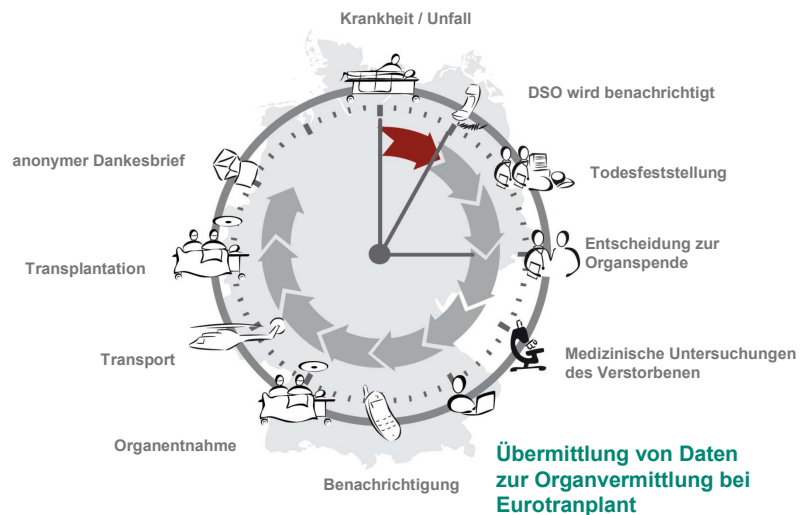 Krankheit / Unfall
DSO wird benachrichtigt
Todesfeststellung
Entscheidung zur
Organspende
Medizinische Untersuchungen
des Verstorbenen
Übermittlung von Daten
zur Organvermittlung bei
Eurotranplant
Benachrichtigung
Organentnahme
Transport
Transplantation
anonymer Dankesbrief